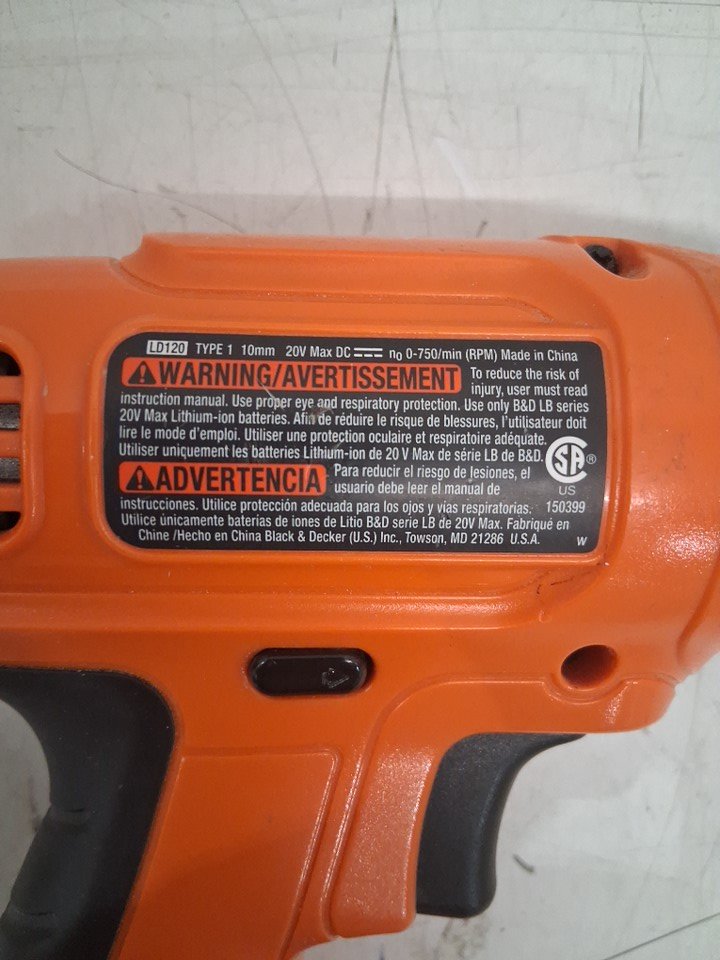 LD120 TYPE 1 10mm 20V Max DC n0 0-750/min (RPM) Made in China
WARNING/AVERTISSEMENT To reduce the risk of
injury, user must read
instruction manual. Use proper eye and respiratory protection. Use only B&D LB series
20V Max Lithium-ion batteries. Afin de réduire le risque de blessures, l'utilisateur doit
lire le mode d'emploi. Utiliser une protection oculaire et respiratoire adéquate.
Utiliser uniquement les batteries Lithium-ion de 20 V Max de série LB de B&D.
ADVERTENCIA Para reducir el riesgo de lesiones, el
usuario debe leer el manual de
instrucciones. Utilice protección adecuada para los ojos y vías respiratorias.
Utilice únicamente baterías de iones de Litio B&D serie LB de 20V Max. Fabriqué en
Chine /Hecho en China Black & Decker (U.S.) Inc., Towson, MD 21286 U.S.A.
SA®
US
150399
W